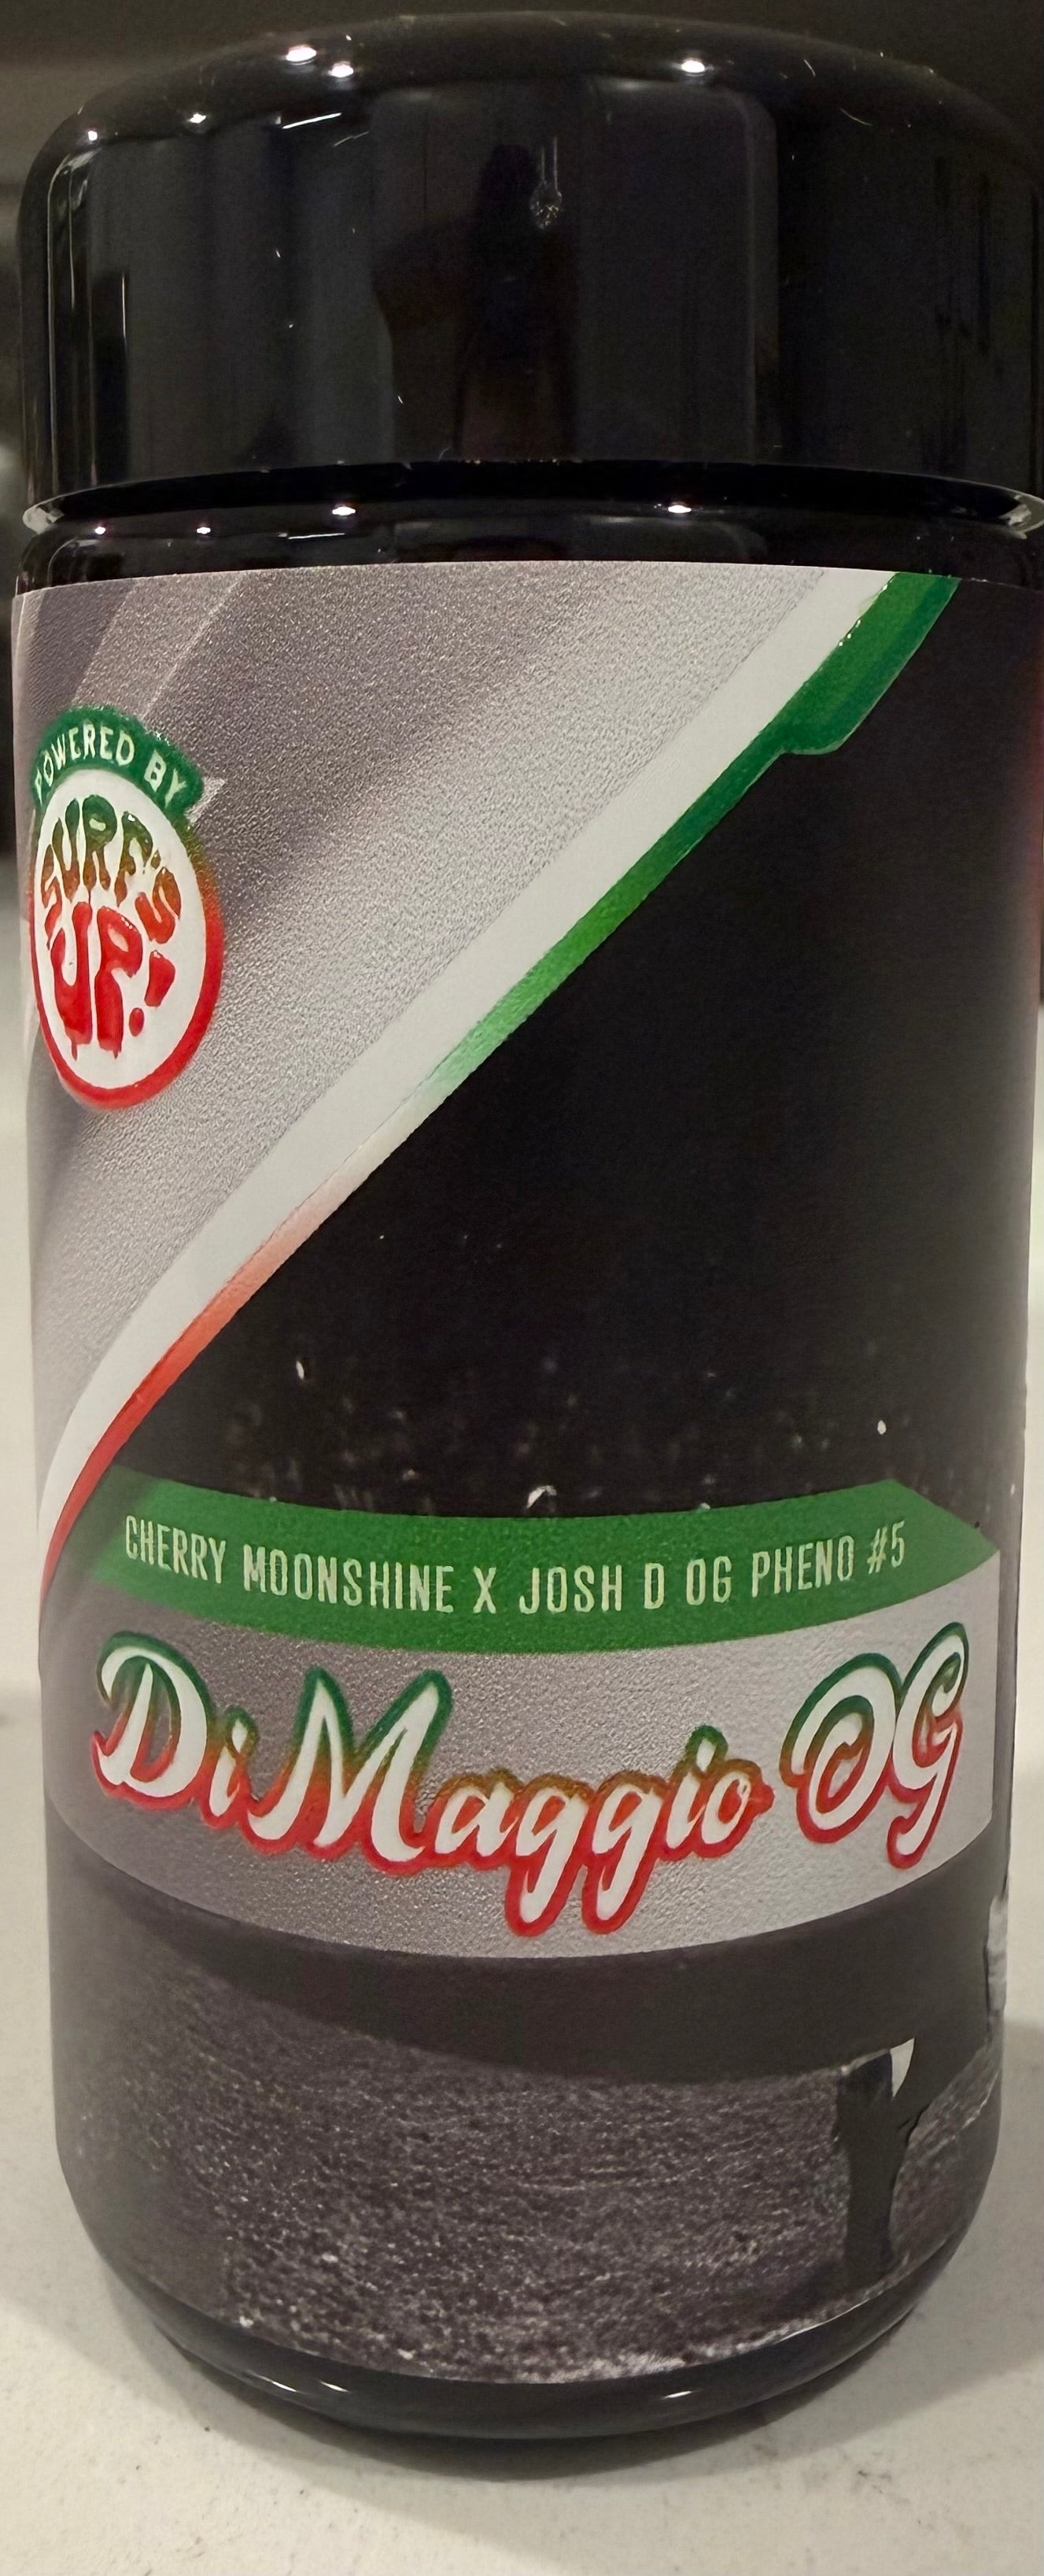 POWERED BY
SURF'S
UP!
CHERRY MOONSHINE X JOSH D OG PHENO #5
DiMaggio OG